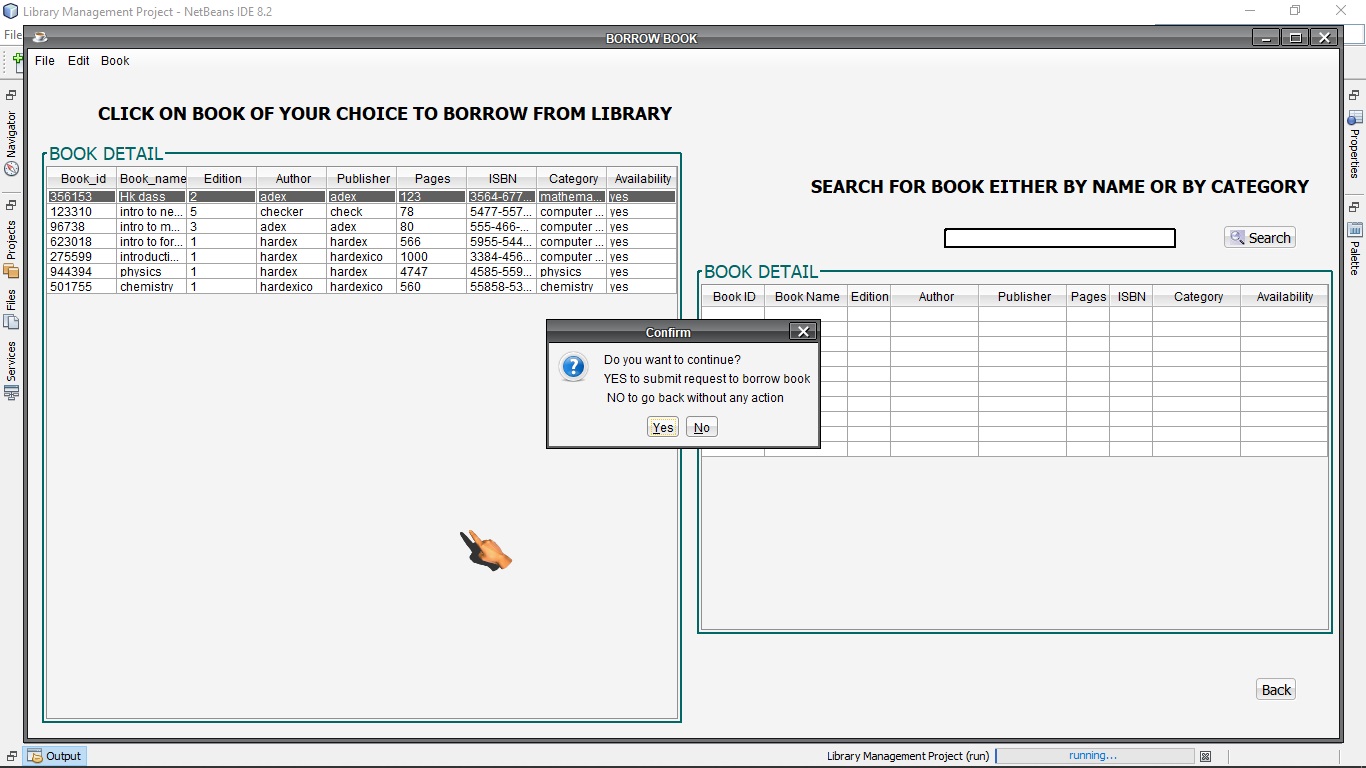 Library Management Project - NetBeans IDE 8.2
File
BORROW BOOK
File Edit Book
CLICK ON BOOK OF YOUR CHOICE TO BORROW FROM LIBRARY
BOOK DETAIL
Book_id Book_name Edition Author Publisher Pages ISBN Category Availability
356153 Hk dass 2 adex adex 123 3564-677... mathema... yes
123310 intro to ne... 5 checker check 78 5477-557... computer ... yes
96738 intro to m... 3 adex adex 80 555-466-... computer ... yes
623018 intro to for... 1 hardex hardex 566 5955-544... computer ... yes
275599 introducti... 1 hardex hardexico 1000 3384-456... computer ... yes
944394 physics 1 hardex hardex 4747 4585-559... physics yes
501755 chemistry 1 hardexico hardexico 560 55858-53... chemistry yes
SEARCH FOR BOOK EITHER BY NAME OR BY CATEGORY
Search
BOOK DETAIL
Book ID Book Name Edition Author Publisher Pages ISBN Category Availability
Confirm
Do you want to continue?
YES to submit request to borrow book
NO to go back without any action
Yes No
Back
Navigator
Projects
Files
Services
Properties
Palette
Output
Library Management Project (run) running...